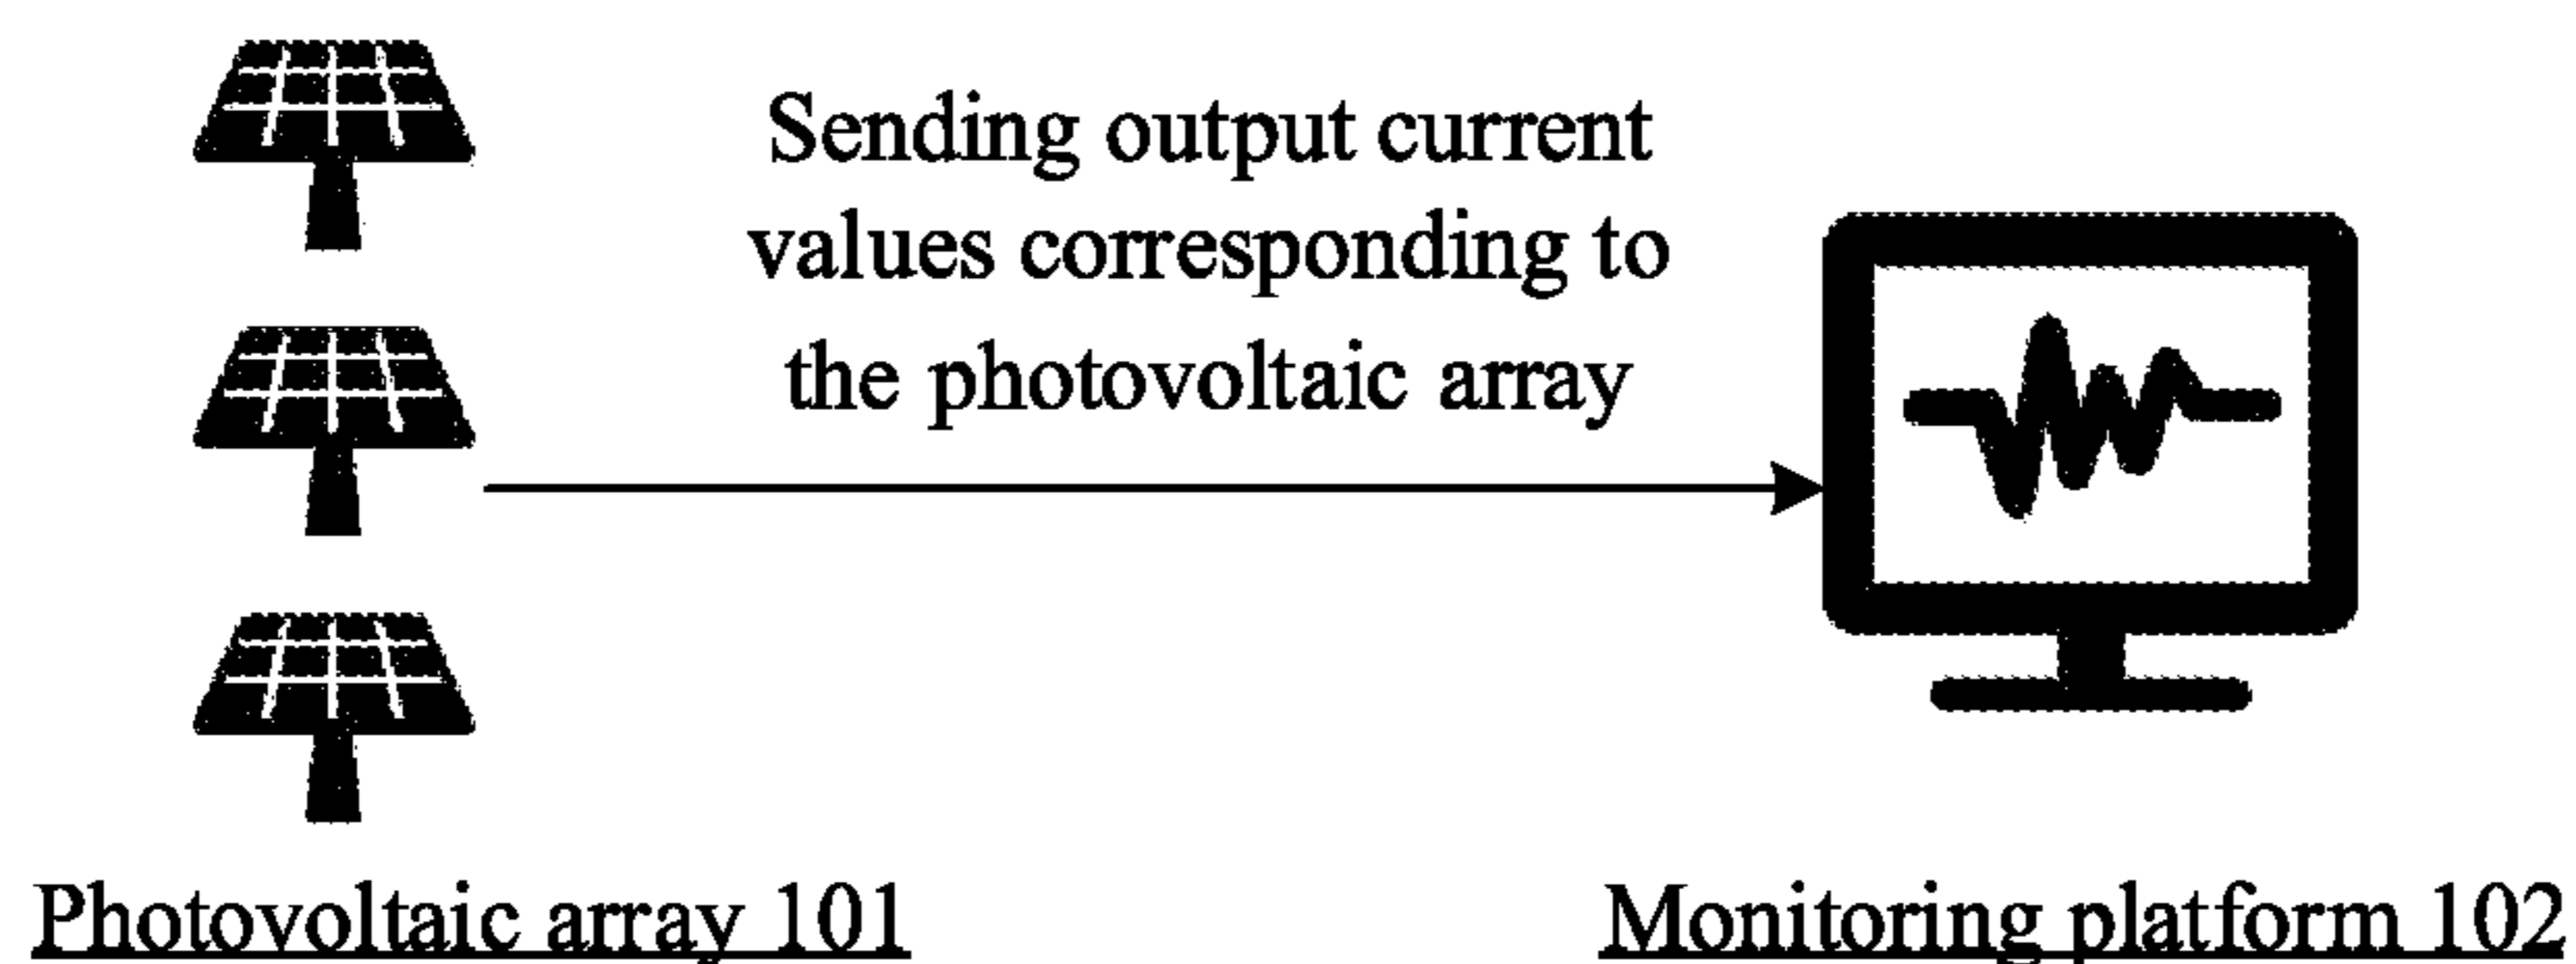 Sending output current
values corresponding to
the photovoltaic array
Photovoltaic array 101
Monitoring platform 102